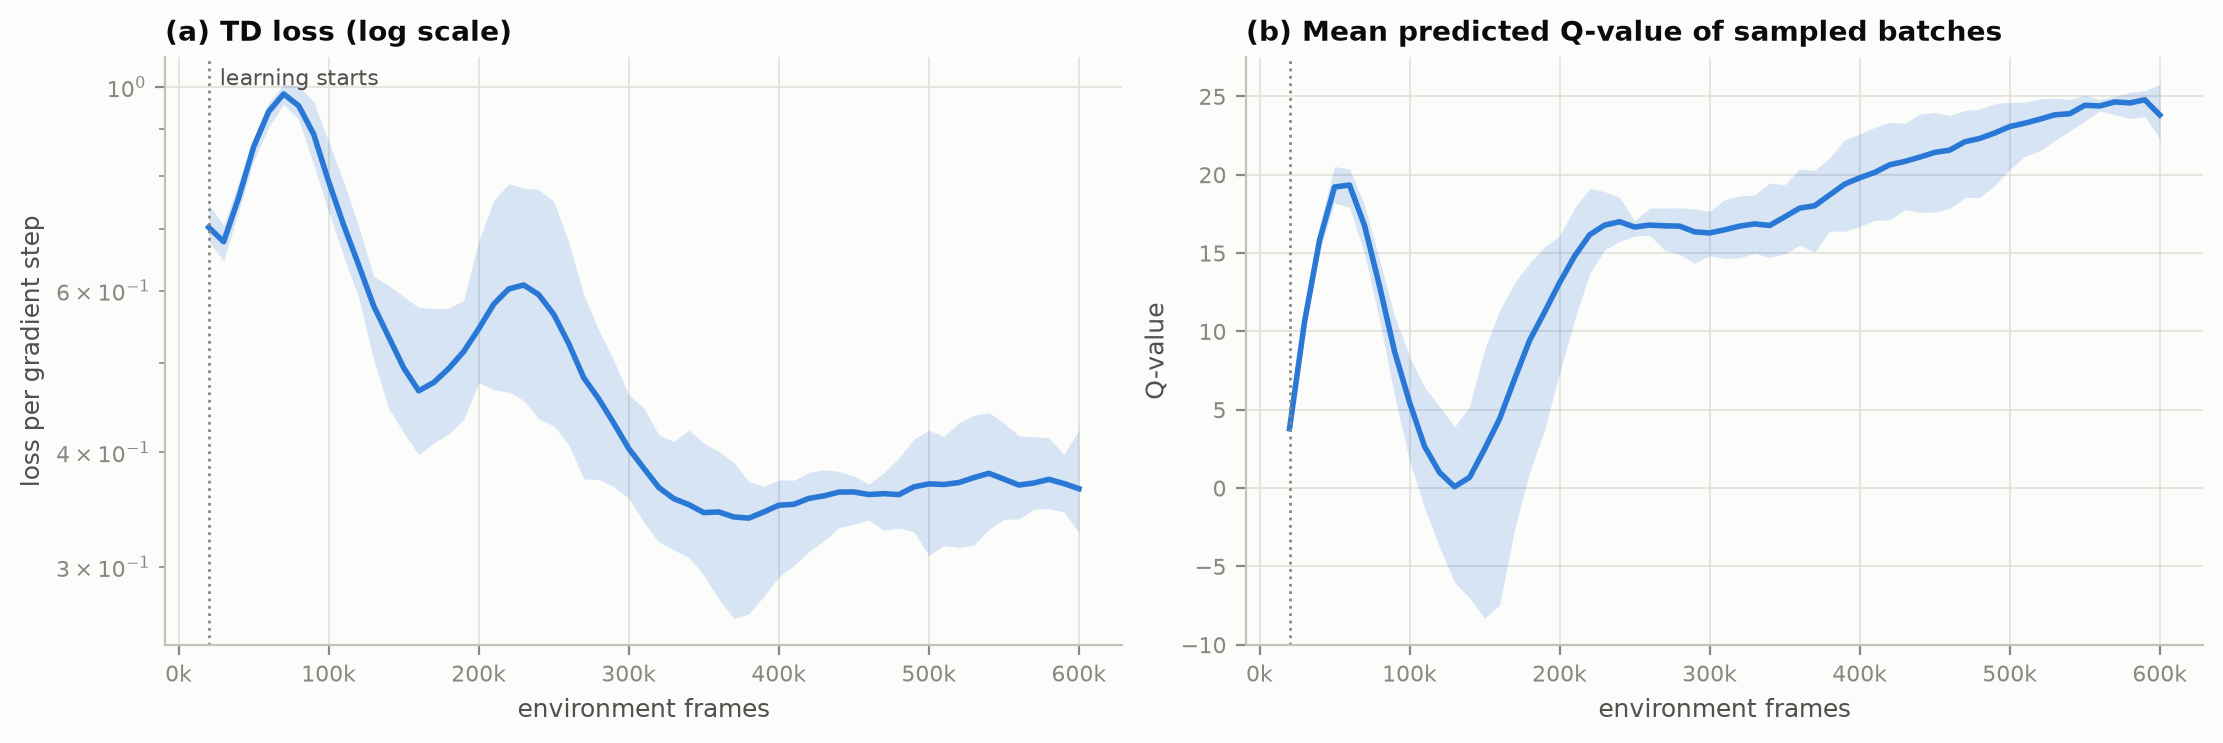 (a) TD loss (log scale)
learning starts
10⁰
6 × 10⁻¹
4 × 10⁻¹
3 × 10⁻¹
loss per gradient step
0k 100k 200k 300k 400k 500k 600k
environment frames
(b) Mean predicted Q-value of sampled batches
25
20
15
10
5
0
−5
−10
Q-value
0k 100k 200k 300k 400k 500k 600k
environment frames